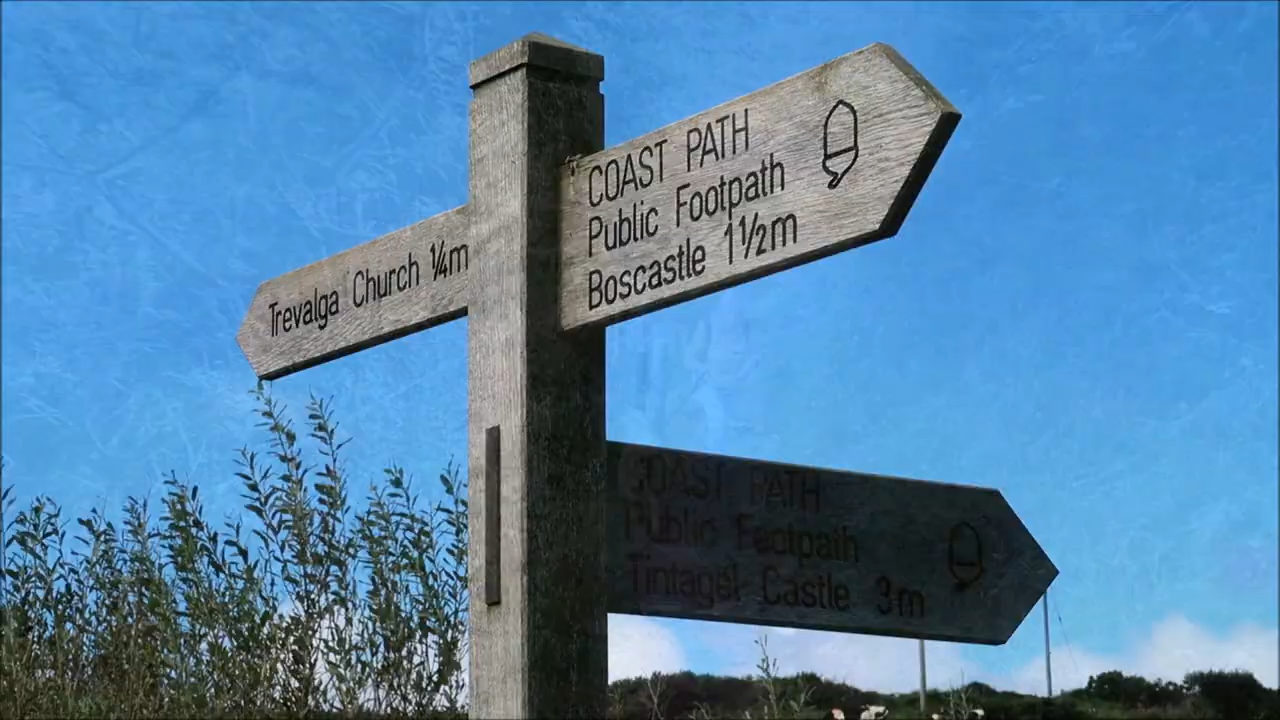 Trevalga Church ¼m
COAST PATH
Public Footpath
Boscastle 1½m
COAST PATH
Public Footpath
Tintagel Castle 3m